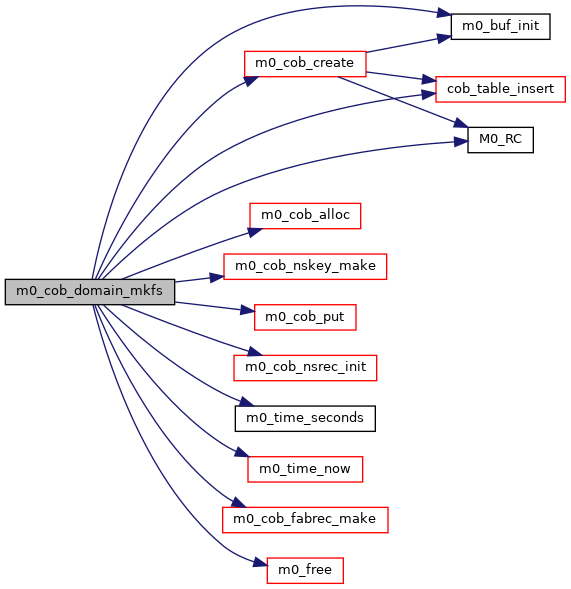 m0_buf_init
m0_cob_create
cob_table_insert
M0_RC
m0_cob_alloc
m0_cob_nskey_make
m0_cob_domain_mkfs
m0_cob_put
m0_cob_nsrec_init
m0_time_seconds
m0_time_now
m0_cob_fabrec_make
m0_free